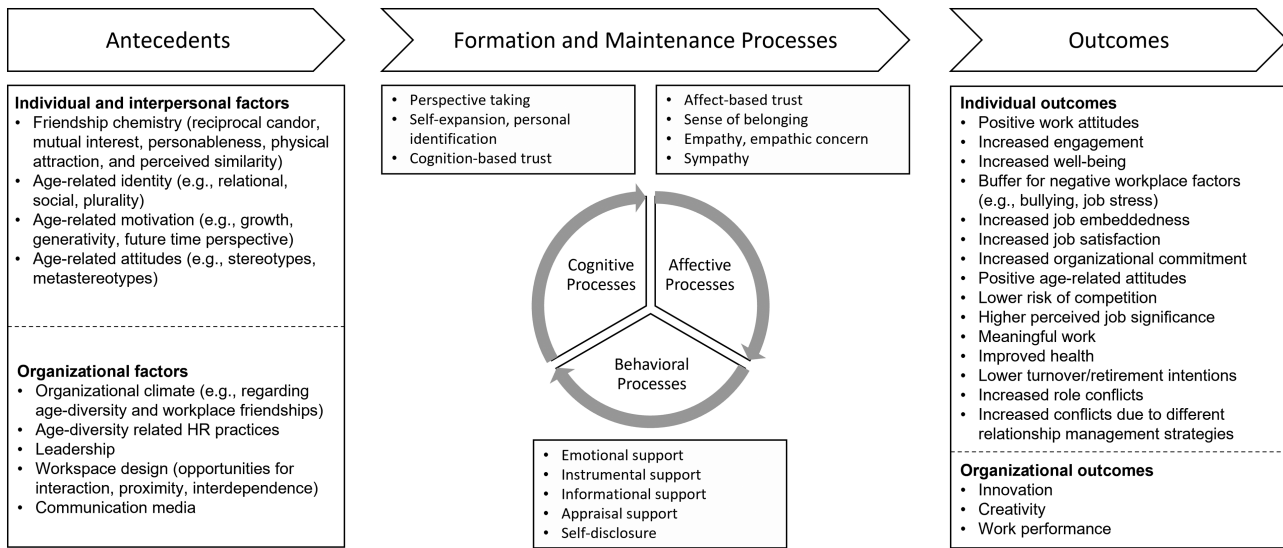 Antecedents
Individual and interpersonal factors
• Friendship chemistry (reciprocal candor,
mutual interest, personableness, physical
attraction, and perceived similarity)
• Age-related identity (e.g., relational,
social, plurality)
• Age-related motivation (e.g., growth,
generativity, future time perspective)
• Age-related attitudes (e.g., stereotypes,
metastereotypes)
Organizational factors
• Organizational climate (e.g., regarding
age-diversity and workplace friendships)
• Age-diversity related HR practices
• Leadership
• Workspace design (opportunities for
interaction, proximity, interdependence)
• Communication media
Formation and Maintenance Processes
• Perspective taking
• Self-expansion, personal
identification
• Cognition-based trust
• Affect-based trust
• Sense of belonging
• Empathy, empathic concern
• Sympathy
Cognitive
Processes
Affective
Processes
Behavioral
Processes
• Emotional support
• Instrumental support
• Informational support
• Appraisal support
• Self-disclosure
Outcomes
Individual outcomes
• Positive work attitudes
• Increased engagement
• Increased well-being
• Buffer for negative workplace factors
(e.g., bullying, job stress)
• Increased job embeddedness
• Increased job satisfaction
• Increased organizational commitment
• Positive age-related attitudes
• Lower risk of competition
• Higher perceived job significance
• Meaningful work
• Improved health
• Lower turnover/retirement intentions
• Increased role conflicts
• Increased conflicts due to different
relationship management strategies
Organizational outcomes
• Innovation
• Creativity
• Work performance